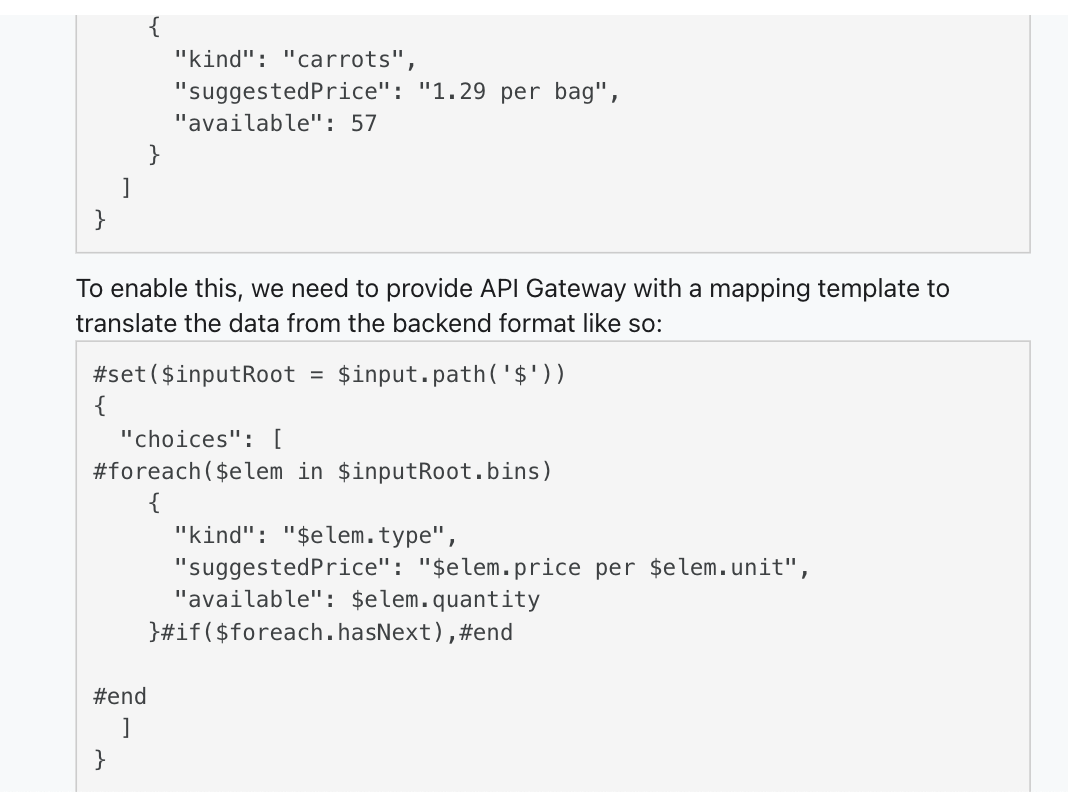 {
"kind": "carrots",
"suggestedPrice": "1.29 per bag",
"available": 57
}
]
}
To enable this, we need to provide API Gateway with a mapping template to
translate the data from the backend format like so:
#set($inputRoot = $input.path('$'))
{
"choices": [
#foreach($elem in $inputRoot.bins)
{
"kind": "$elem.type",
"suggestedPrice": "$elem.price per $elem.unit",
"available": $elem.quantity
}#if($foreach.hasNext),#end
#end
]
}